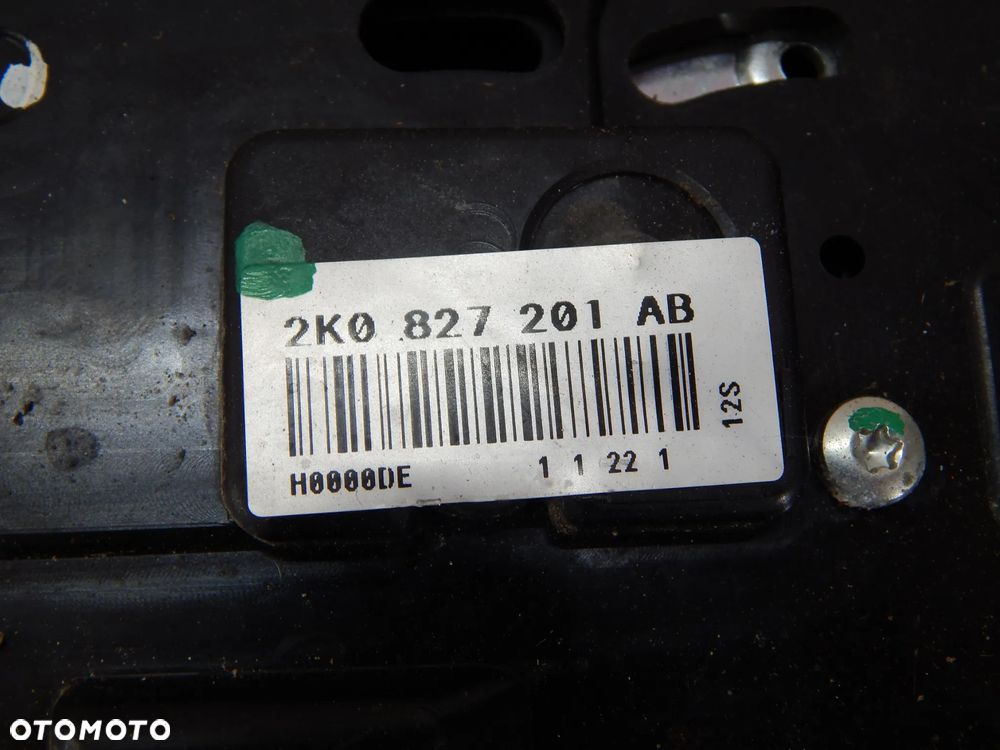 2K0 827 201 AB
12S
H0000DE 1 1 22 1
OTOMOTO